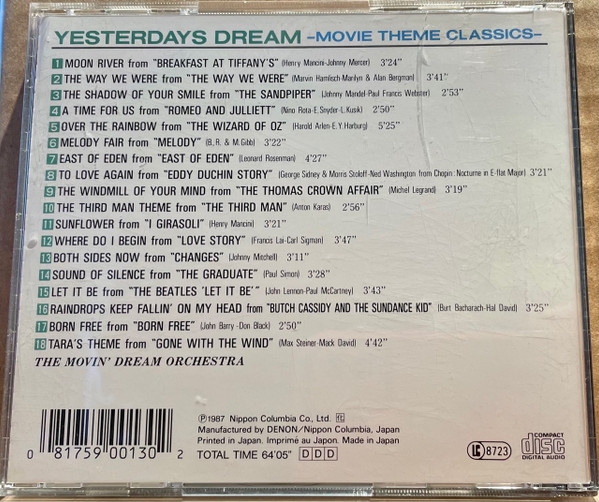 YESTERDAYS DREAM -MOVIE THEME CLASSICS-
1 MOON RIVER from "BREAKFAST AT TIFFANY'S" (Henry Mancini-Johnny Mercer) 3'24"
2 THE WAY WE WERE from "THE WAY WE WERE" (Marvin Hamlisch-Marilyn & Alan Bergman) 3'41"
3 THE SHADOW OF YOUR SMILE from "THE SANDPIPER" (Johnny Mandel-Paul Francis Webster) 2'53"
4 A TIME FOR US from "ROMEO AND JULLIETT" (Nino Rota-E.Snyder-L.Kusik) 2'50"
5 OVER THE RAINBOW from "THE WIZARD OF OZ" (Harold Arlen-E.Y.Harburg) 5'25"
6 MELODY FAIR from "MELODY" (B., R. & M.Gibb) 3'22"
7 EAST OF EDEN from "EAST OF EDEN" (Leonard Rosenman) 4'27"
8 TO LOVE AGAIN from "EDDY DUCHIN STORY" (George Sidney & Morris Stoloff-Ned Washington from Chopin: Nocturne in E-flat Major) 3'21"
9 THE WINDMILL OF YOUR MIND from "THE THOMAS CROWN AFFAIR" (Michel Legrand) 3'19"
10 THE THIRD MAN THEME from "THE THIRD MAN" (Anton Karas) 2'56"
11 SUNFLOWER from "I GIRASOLI" (Henry Mancini) 3'21"
12 WHERE DO I BEGIN from "LOVE STORY" (Francis Lai-Carl Sigman) 3'47"
13 BOTH SIDES NOW from "CHANGES" (Johnny Mitchell) 3'11"
14 SOUND OF SILENCE from "THE GRADUATE" (Paul Simon) 3'28"
15 LET IT BE from "THE BEATLES 'LET IT BE'" (John Lennon-Paul McCartney) 3'43"
16 RAINDROPS KEEP FALLIN' ON MY HEAD from "BUTCH CASSIDY AND THE SUNDANCE KID" (Burt Bacharach-Hal David) 3'25"
17 BORN FREE from "BORN FREE" (John Barry-Don Black) 2'50"
18 TARA'S THEME from "GONE WITH THE WIND" (Max Steiner-Mack David) 4'42"
THE MOVIN' DREAM ORCHESTRA
℗1987 Nippon Columbia Co., Ltd.
Manufactured by DENON/Nippon Columbia, Japan
Printed in Japan. Imprimé au Japan. Made in Japan.
TOTAL TIME 64'05" DDD
0 81759 00130 2
LC 8723
COMPACT
disc
DIGITAL AUDIO